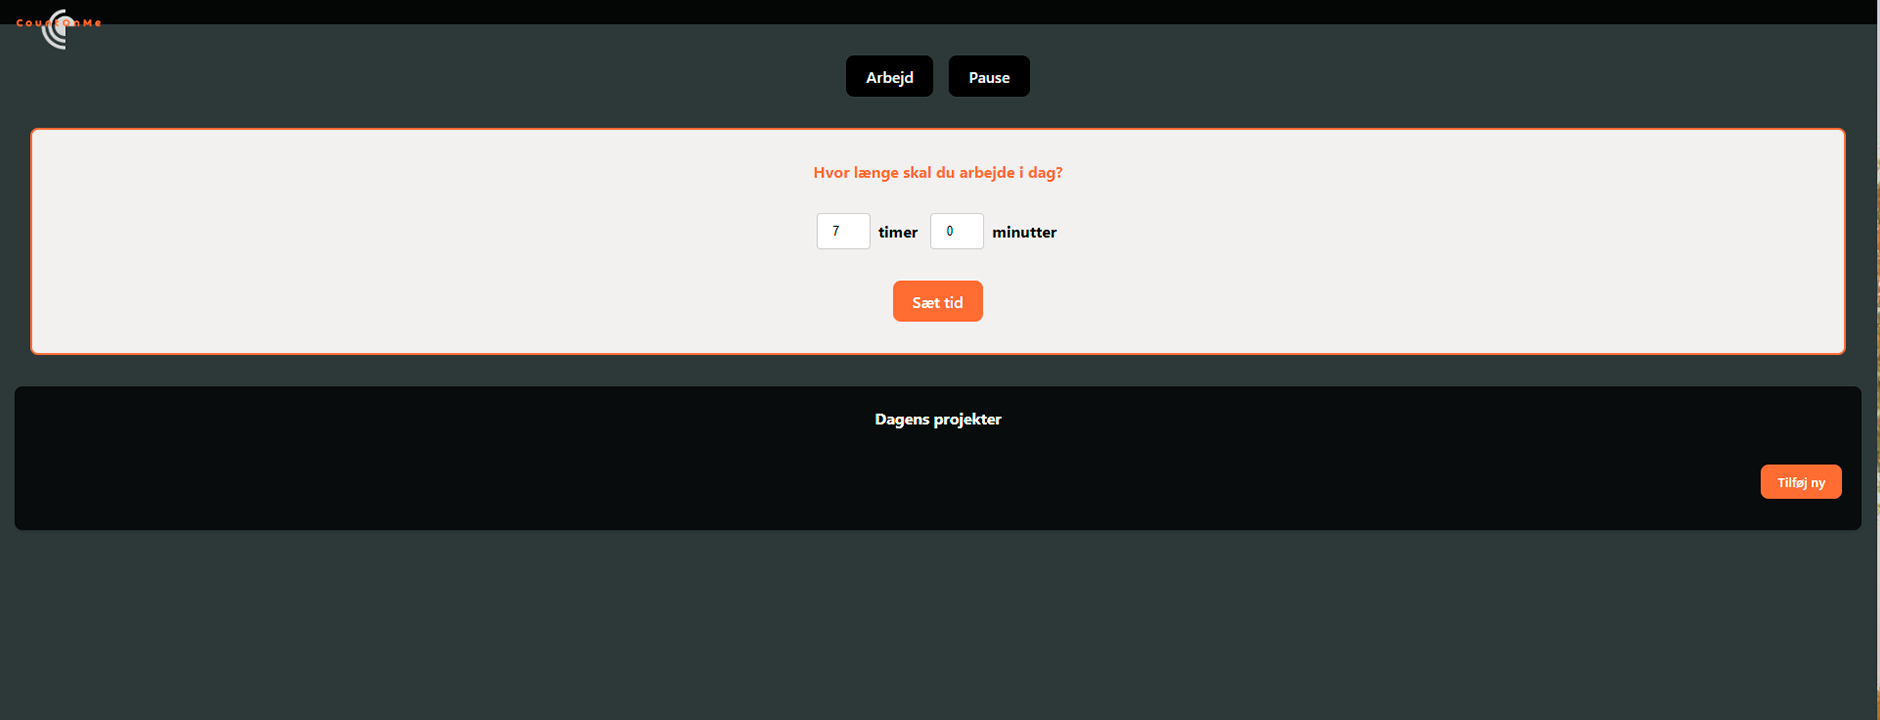 CountOnMe
Arbejd Pause
Hvor længe skal du arbejde i dag?
7 timer 0 minutter
Sæt tid
Dagens projekter
Tilføj ny